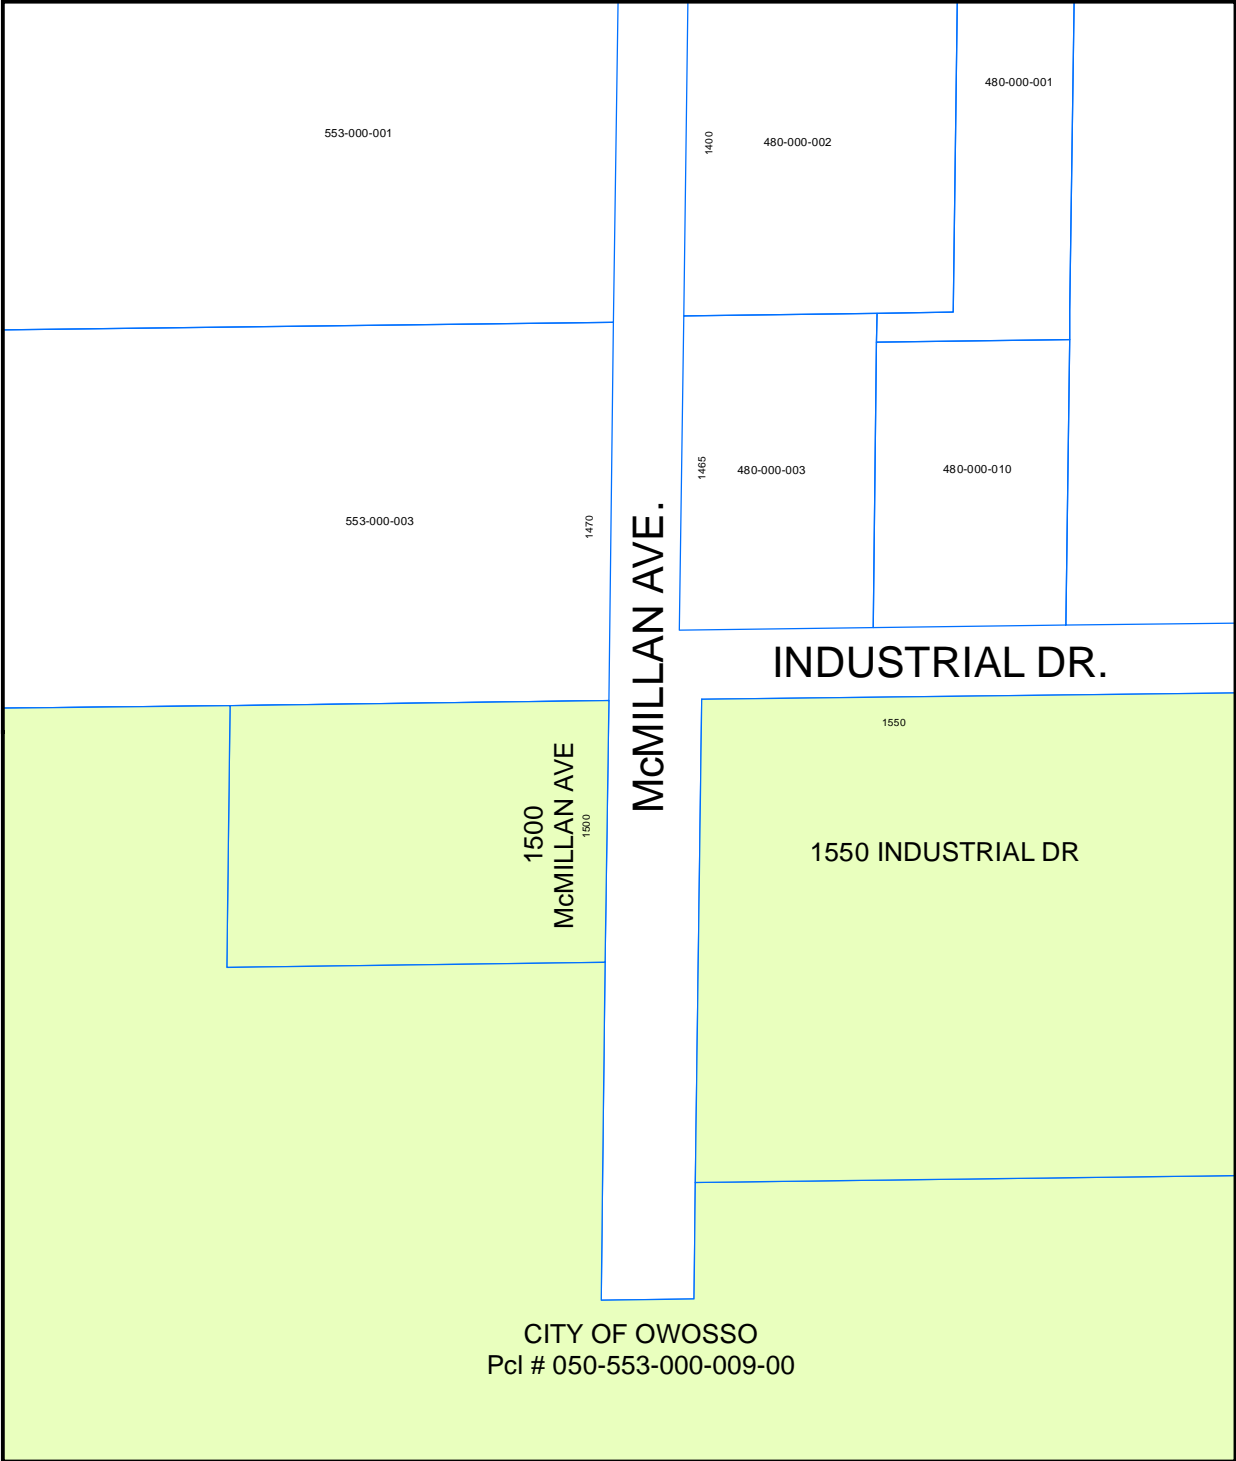 480-000-001
553-000-001
1400
480-000-002
1465
480-000-003
480-000-010
553-000-003
1470
McMILLAN AVE.
INDUSTRIAL DR.
1550
1500
McMILLAN AVE
1500
1550 INDUSTRIAL DR
CITY OF OWOSSO
Pcl # 050-553-000-009-00